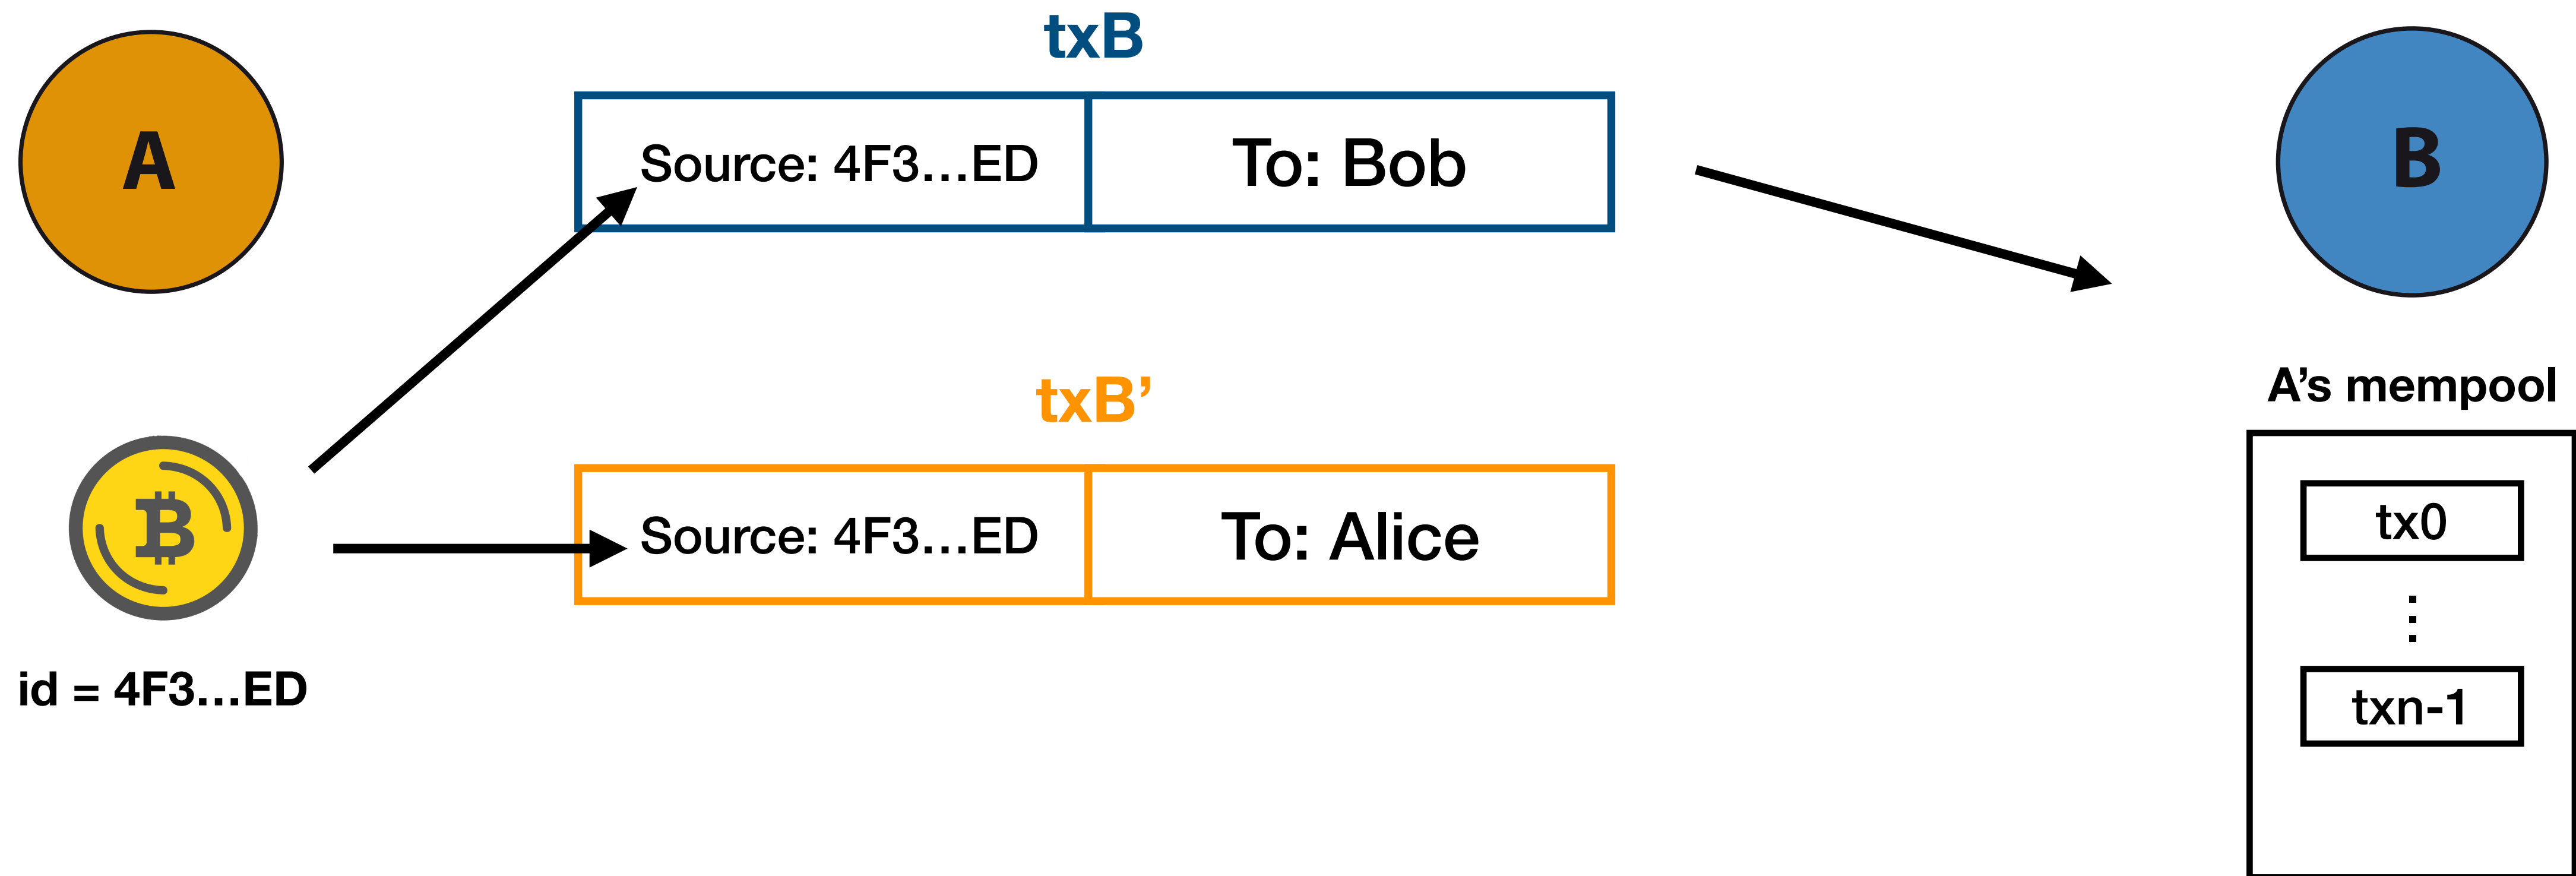 txB
A
Source: 4F3...ED
To: Bob
B
A's mempool
txB’
Source: 4F3...ED
To: Alice
tx0
txn-1
id = 4F3...ED